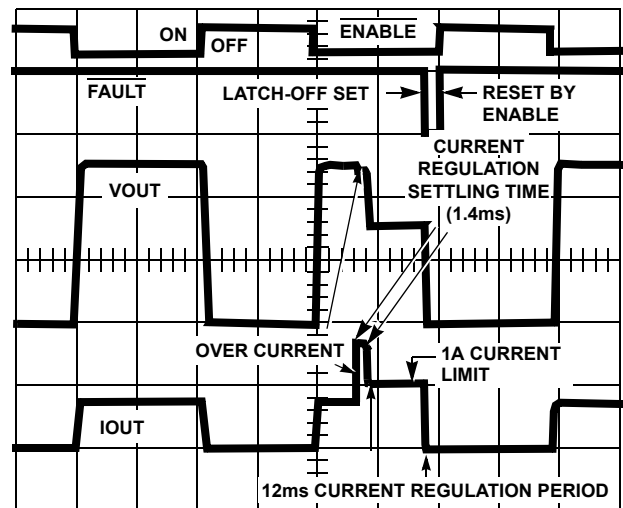 ON
OFF
ENABLE
FAULT
LATCH-OFF SET
RESET BY
ENABLE
CURRENT
REGULATION
SETTLING TIME
(1.4ms)
VOUT
OVER CURRENT
1A CURRENT
LIMIT
IOUT
12ms CURRENT REGULATION PERIOD